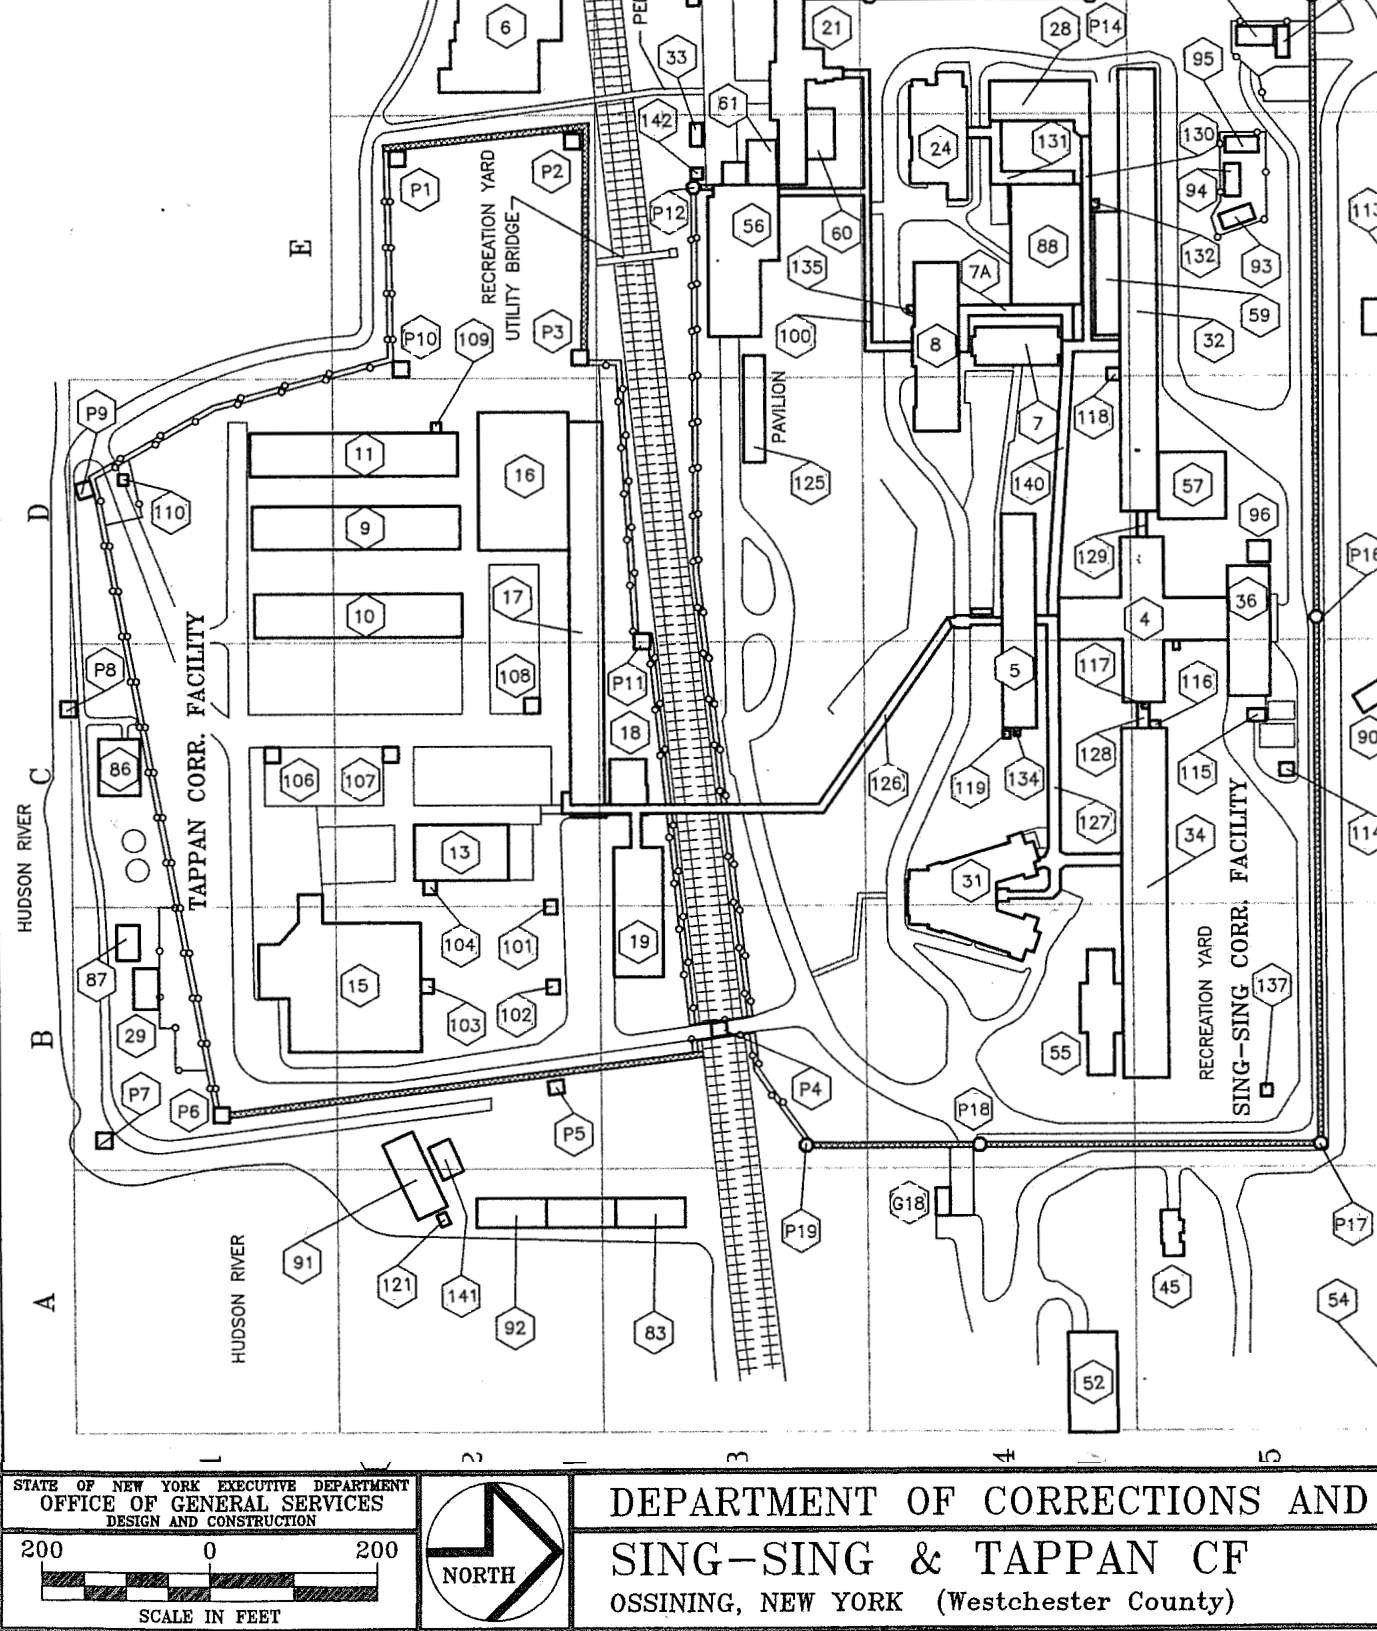 6
33
PE
21
28
P14
95
142
61
24
131
130
P1
P2
RECREATION YARD
UTILITY BRIDGE
P12
56
60
88
94
113
132
93
E
135
7A
P10
109
P3
100
8
32
59
P9
11
16
PAVILION
7
118
125
140
57
96
D
110
9
129
P16
10
17
4
36
P8
108
P11
5
117
116
TAPPAN CORR. FACILITY
18
128
90
C
86
106
107
126
119
134
115
HUDSON RIVER
13
127
34
114
31
SING-SING CORR. FACILITY
87
104
101
19
RECREATION YARD
15
103
102
137
B
29
55
P7
P6
P4
P18
P5
G18
P19
P17
HUDSON RIVER
91
121
141
45
A
92
83
54
52
1
2
3
4
5
STATE OF NEW YORK EXECUTIVE DEPARTMENT
OFFICE OF GENERAL SERVICES
DESIGN AND CONSTRUCTION
200 0 200
SCALE IN FEET
NORTH
DEPARTMENT OF CORRECTIONS AND
SING-SING & TAPPAN CF
OSSINING, NEW YORK (Westchester County)